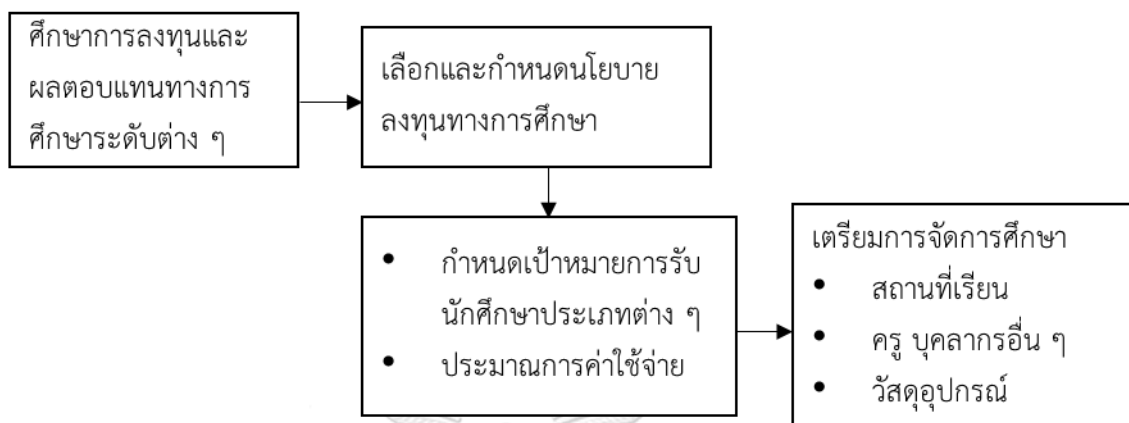 ศึกษาการลงทุนและ
ผลตอบแทนทางการ
ศึกษาระดับต่าง ๆ
เลือกและกำหนดนโยบาย
ลงทุนทางการศึกษา
• กำหนดเป้าหมายการรับ
นักศึกษาประเภทต่าง ๆ
• ประมาณการค่าใช้จ่าย
เตรียมการจัดการศึกษา
• สถานที่เรียน
• ครู บุคลากรอื่น ๆ
• วัสดุอุปกรณ์